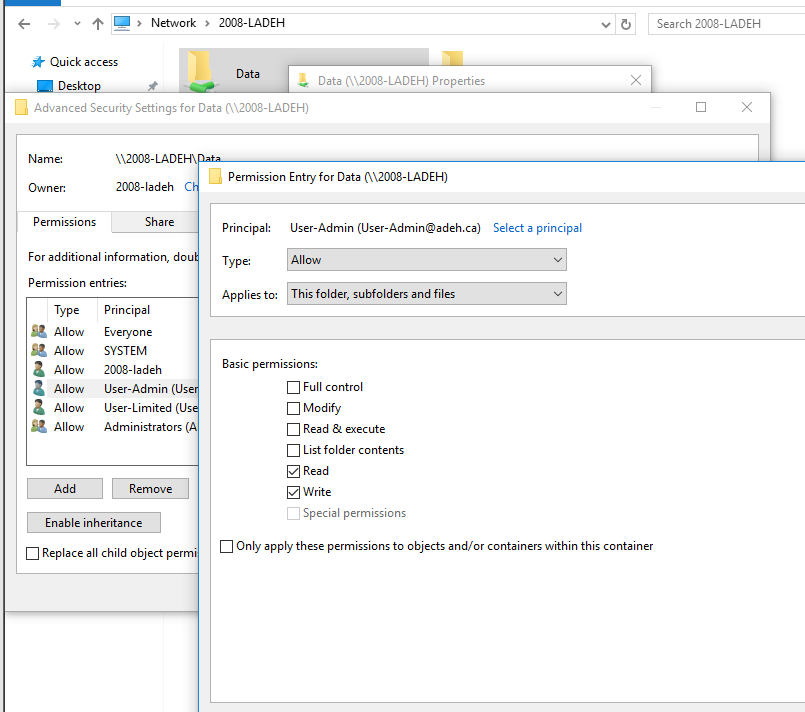 Network > 2008-LADEH
Search 2008-LADEH
Quick access
Desktop
Data
Data (\\2008-LADEH) Properties
Advanced Security Settings for Data (\\2008-LADEH)
Name: \\2008-LADEH\Data
Owner: 2008-ladeh Ch
Permissions
Share
For additional information, doub
Permission entries:
Type Principal
Allow Everyone
Allow SYSTEM
Allow 2008-ladeh
Allow User-Admin (User
Allow User-Limited (Use
Allow Administrators (A
Add
Remove
Enable inheritance
Replace all child object permis
Permission Entry for Data (\\2008-LADEH)
Principal: User-Admin (User-Admin@adeh.ca) Select a principal
Type: Allow
Applies to: This folder, subfolders and files
Basic permissions:
Full control
Modify
Read & execute
List folder contents
Read
Write
Special permissions
Only apply these permissions to objects and/or containers within this container